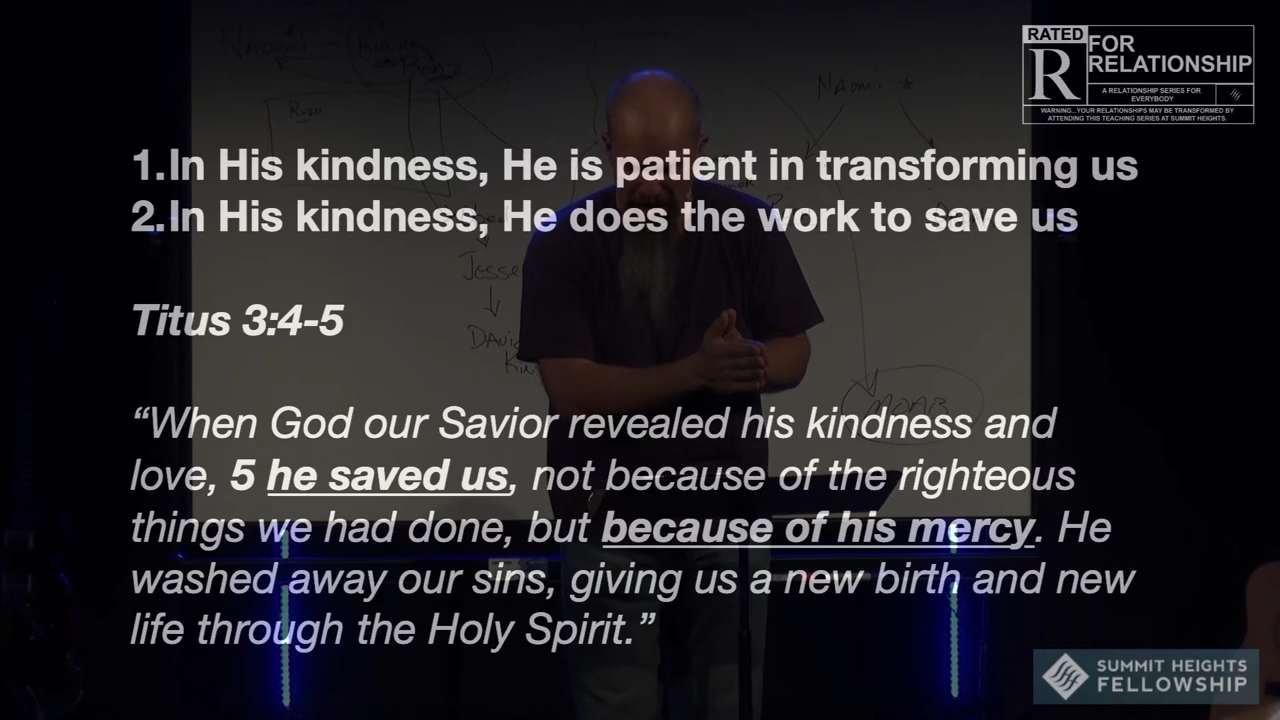 RATED
R
FOR
RELATIONSHIP
A RELATIONSHIP SERIES FOR
EVERYBODY
WARNING...YOUR RELATIONSHIPS MAY BE TRANSFORMED BY
ATTENDING THIS TEACHING SERIES AT SUMMIT HEIGHTS.
1.In His kindness, He is patient in transforming us
2.In His kindness, He does the work to save us
Titus 3:4-5
“When God our Savior revealed his kindness and
love, 5 he saved us, not because of the righteous
things we had done, but because of his mercy. He
washed away our sins, giving us a new birth and new
life through the Holy Spirit.”
Naomi
Boaz
Ruth
Naomi *
Jesse
David
MOAB
SUMMIT HEIGHTS
FELLOWSHIP